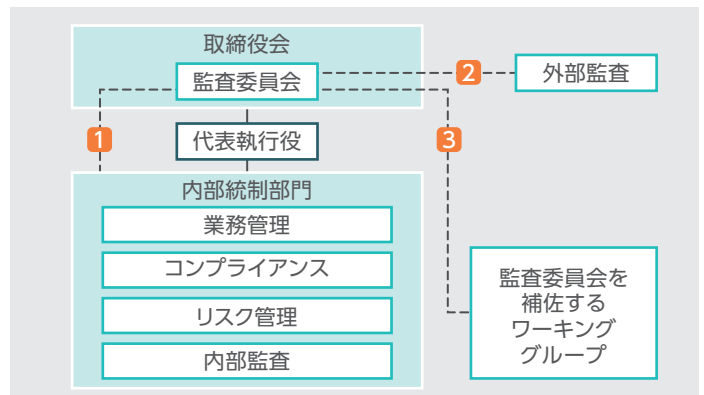 取締役会
監査委員会
2
外部監査
1
代表執行役
3
内部統制部門
業務管理
コンプライアンス
リスク管理
内部監査
監査委員会を
補佐する
ワーキング
グループ